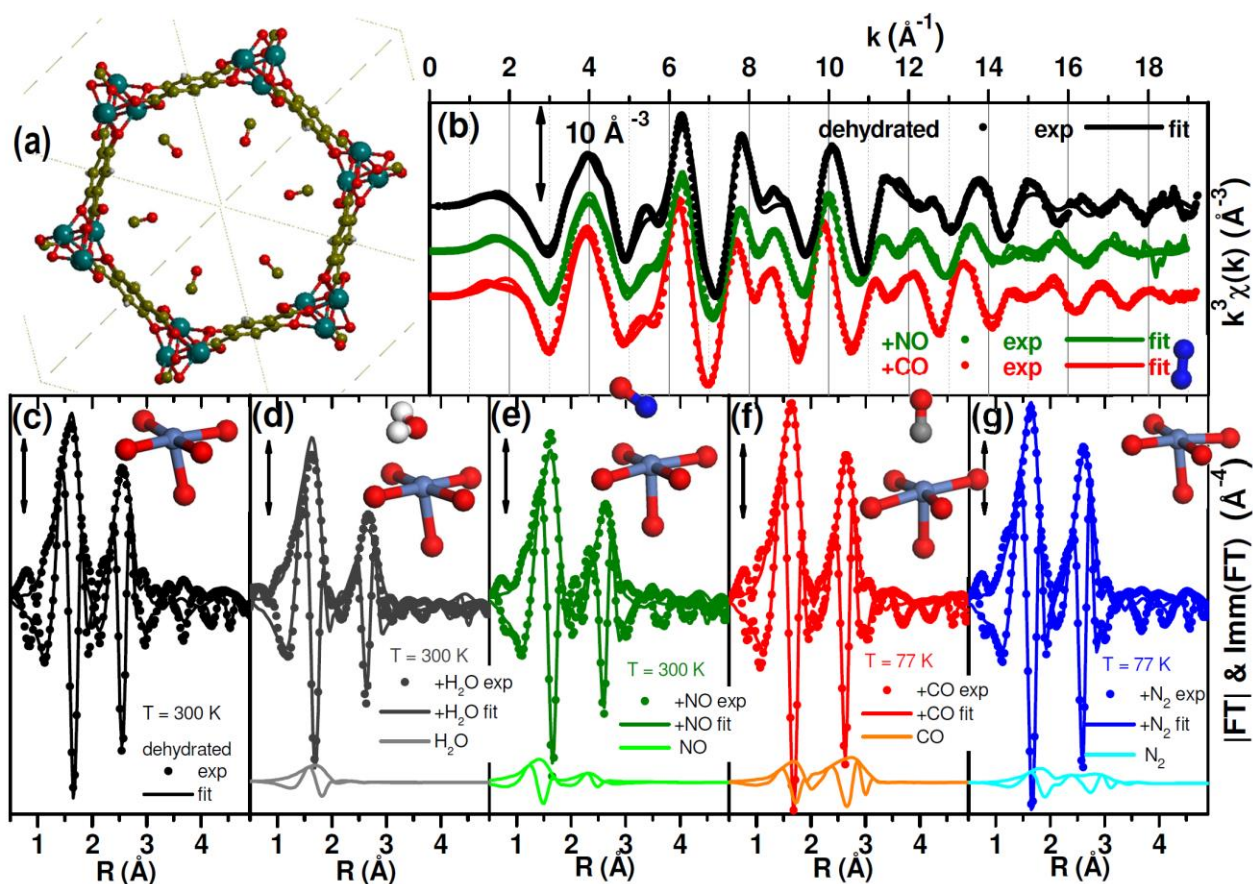 k (Å⁻¹)
0 2 4 6 8 10 12 14 16 18
(a)
(b)
10 Å⁻³
dehydrated • exp fit
+NO • exp fit
+CO • exp fit
k³χ(k) (Å⁻³)
(c)
T = 300 K
dehydrated
exp
fit
(d)
T = 300 K
+H₂O exp
+H₂O fit
H₂O
(e)
T = 300 K
+NO exp
+NO fit
NO
(f)
T = 77 K
+CO exp
+CO fit
CO
(g)
T = 77 K
+N₂ exp
+N₂ fit
N₂
|FT| & Imm(FT) (Å⁻⁴)
1 2 3 4
1 2 3 4
1 2 3 4
1 2 3 4
1 2 3 4
R (Å)
R (Å)
R (Å)
R (Å)
R (Å)